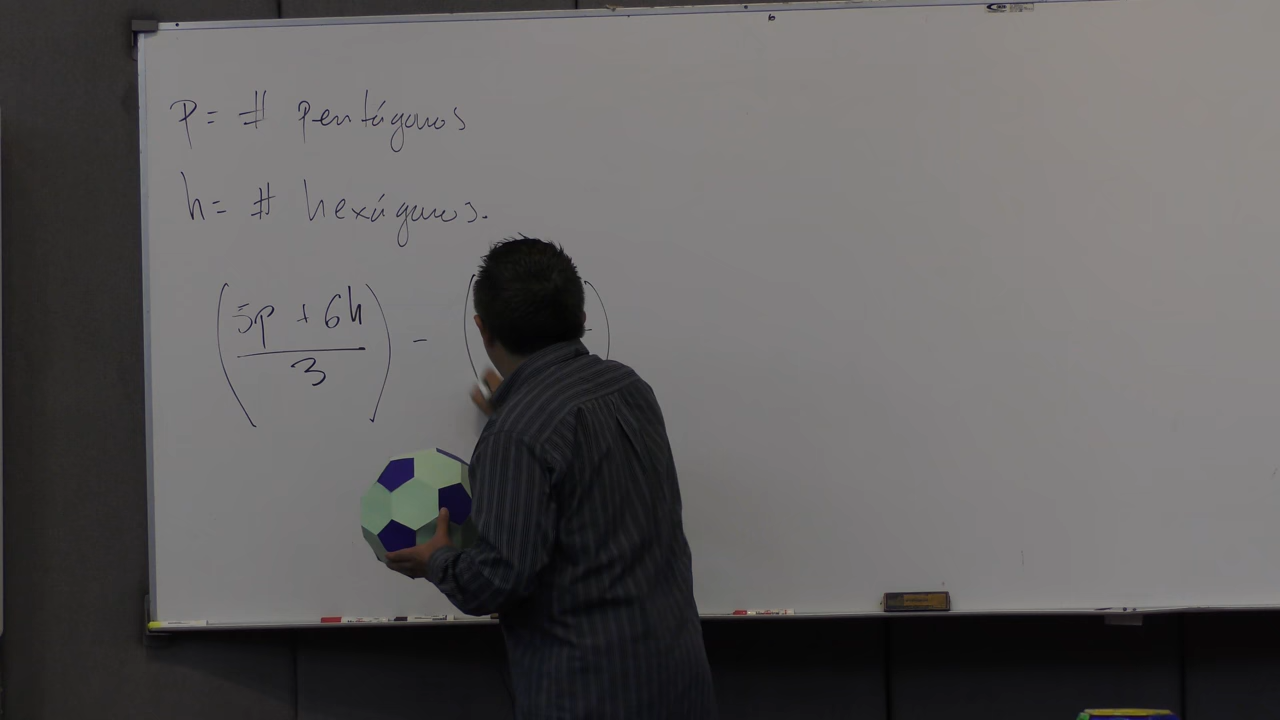 p = # pentágonos
h = # hexágonos.
(5p + 6h / 3) - (